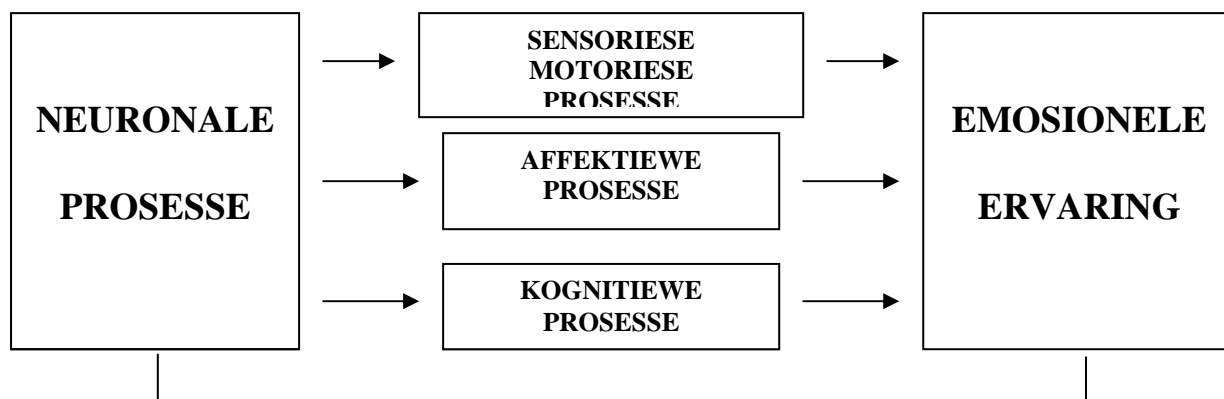 NEURONALE
PROSESSE
SENSORIESE
MOTORIESE
PROSESSE
AFFEKTIEWE
PROSESSE
KOGNITIEWE
PROSESSE
EMOSIONELE
ERVARING